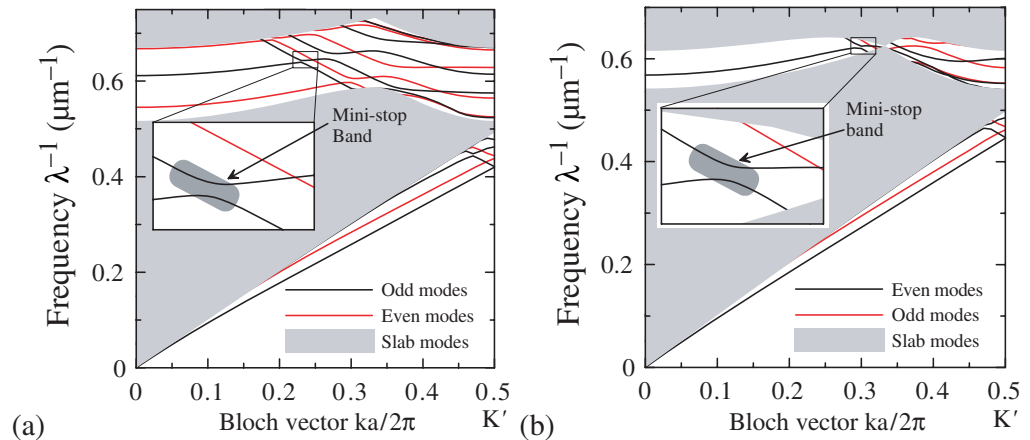 Frequency λ⁻¹ (μm⁻¹)
0.6
0.4
0.2
0
Mini-stop
Band
Odd modes
Even modes
Slab modes
0 0.1 0.2 0.3 0.4 0.5
Bloch vector ka/2π K′
(a)
Frequency λ⁻¹ (μm⁻¹)
0.6
0.4
0.2
0
Mini-stop
band
Even modes
Odd modes
Slab modes
0 0.1 0.2 0.3 0.4 0.5
Bloch vector ka/2π K′
(b)